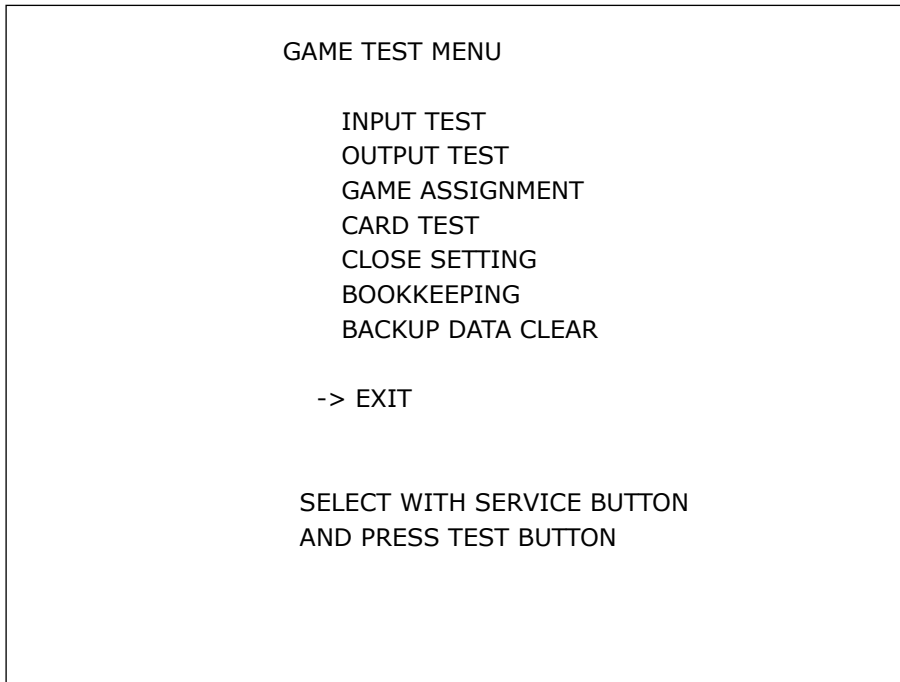 GAME TEST MENU
INPUT TEST
OUTPUT TEST
GAME ASSIGNMENT
CARD TEST
CLOSE SETTING
BOOKKEEPING
BACKUP DATA CLEAR
-> EXIT
SELECT WITH SERVICE BUTTON
AND PRESS TEST BUTTON